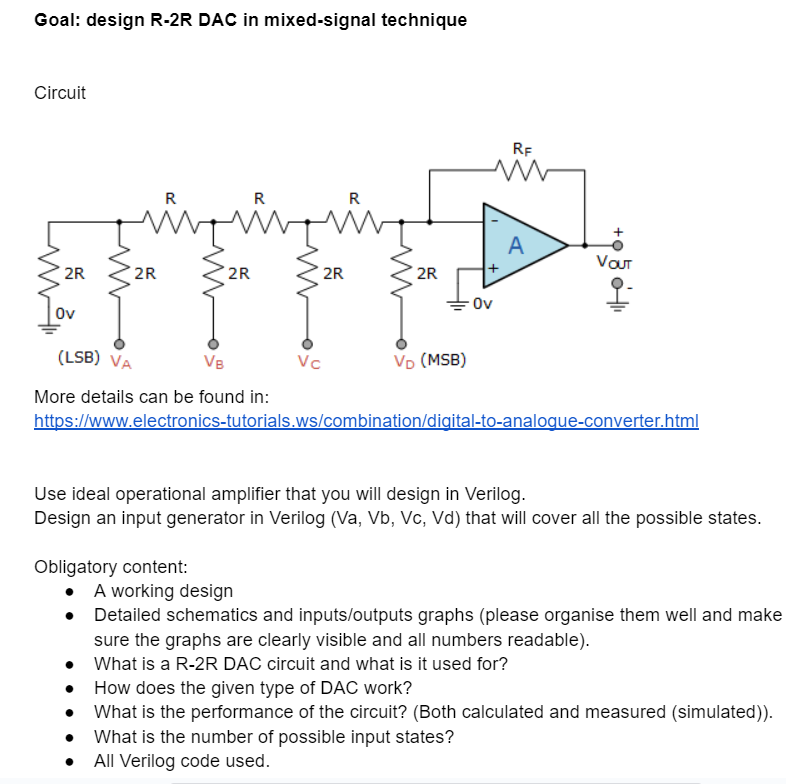 Goal: design R-2R DAC in mixed-signal technique
Circuit
RF
R R R
A
2R 2R 2R 2R 2R
- + + VOUT -
0v 0v
(LSB) VA VB VC VD (MSB)
More details can be found in:
https://www.electronics-tutorials.ws/combination/digital-to-analogue-converter.html
Use ideal operational amplifier that you will design in Verilog.
Design an input generator in Verilog (Va, Vb, Vc, Vd) that will cover all the possible states.
Obligatory content:
● A working design
● Detailed schematics and inputs/outputs graphs (please organise them well and make
sure the graphs are clearly visible and all numbers readable).
● What is a R-2R DAC circuit and what is it used for?
● How does the given type of DAC work?
● What is the performance of the circuit? (Both calculated and measured (simulated)).
● What is the number of possible input states?
● All Verilog code used.